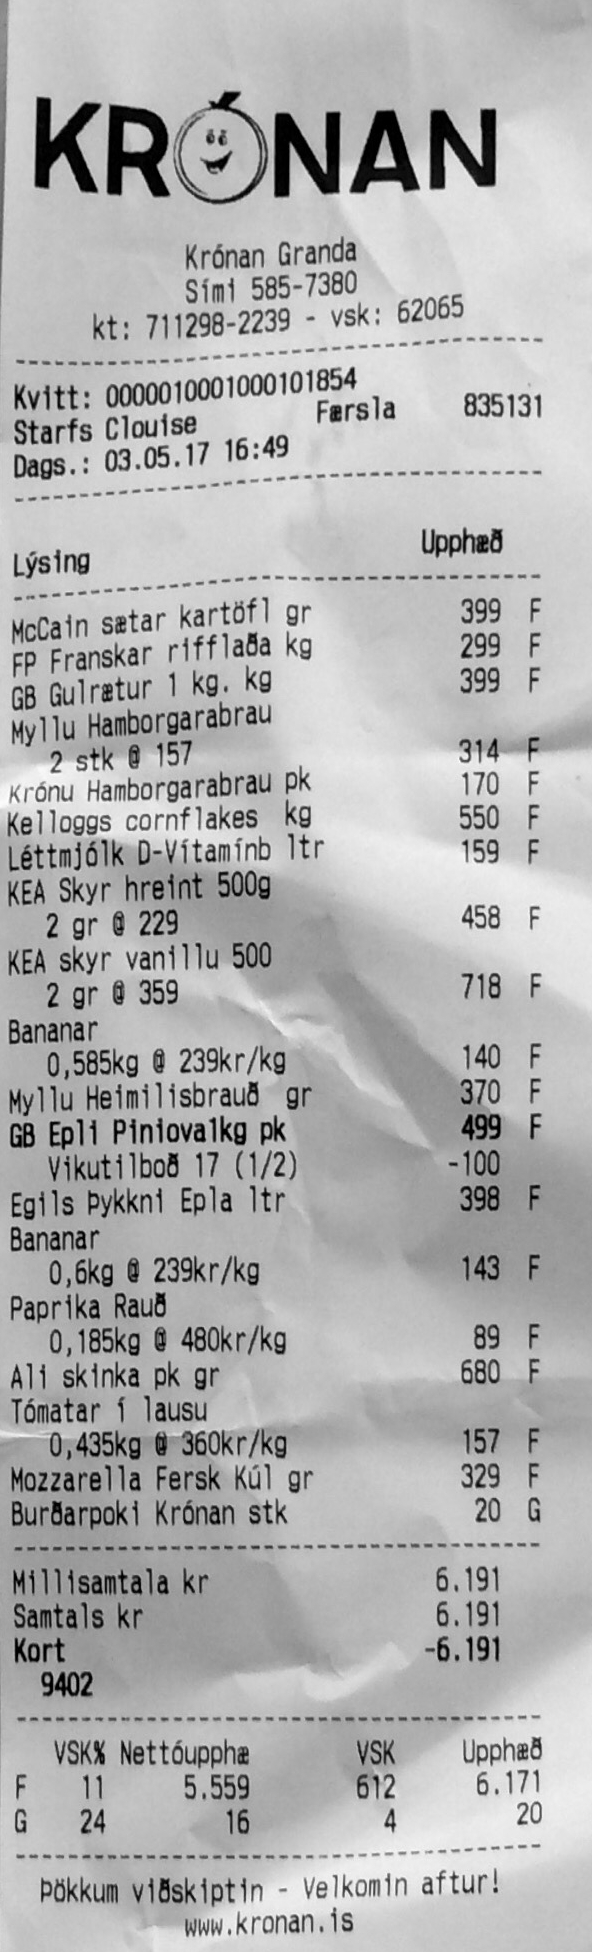 KRÓNAN
Krónan Granda
Sími 585-7380
kt: 711298-2239 - vsk: 62065
Kvitt: 0000010001000101854
Starfs Clouise Færsla 835131
Dags.: 03.05.17 16:49
Lýsing Upphæð
McCain sætar kartöfl gr 399 F
FP Franskar rifflaða kg 299 F
GB Gulrætur 1 kg. kg 399 F
Myllu Hamborgarabrau
2 stk @ 157 314 F
Krónu Hamborgarabrau pk 170 F
Kelloggs cornflakes kg 550 F
Léttmjólk D-Vítamínb ltr 159 F
KEA Skyr hreint 500g
2 gr @ 229 458 F
KEA skyr vanillu 500
2 gr @ 359 718 F
Bananar
0,585kg @ 239kr/kg 140 F
Myllu Heimilisbrauð gr 370 F
GB Epli Piniova1kg pk 499 F
Vikutilboð 17 (1/2) -100
Egils Þykkni Epla ltr 398 F
Bananar
0,6kg @ 239kr/kg 143 F
Paprika Rauð
0,185kg @ 480kr/kg 89 F
Ali skinka pk gr 680 F
Tómatar í lausu
0,435kg @ 360kr/kg 157 F
Mozzarella Fersk Kúl gr 329 F
Burðarpoki Krónan stk 20 G
Millisamtala kr 6.191
Samtals kr 6.191
Kort -6.191
9402
VSK% Nettóupphæ VSK Upphæð
F 11 5.559 612 6.171
G 24 16 4 20
Þökkum viðskiptin - Velkomin aftur!
www.kronan.is